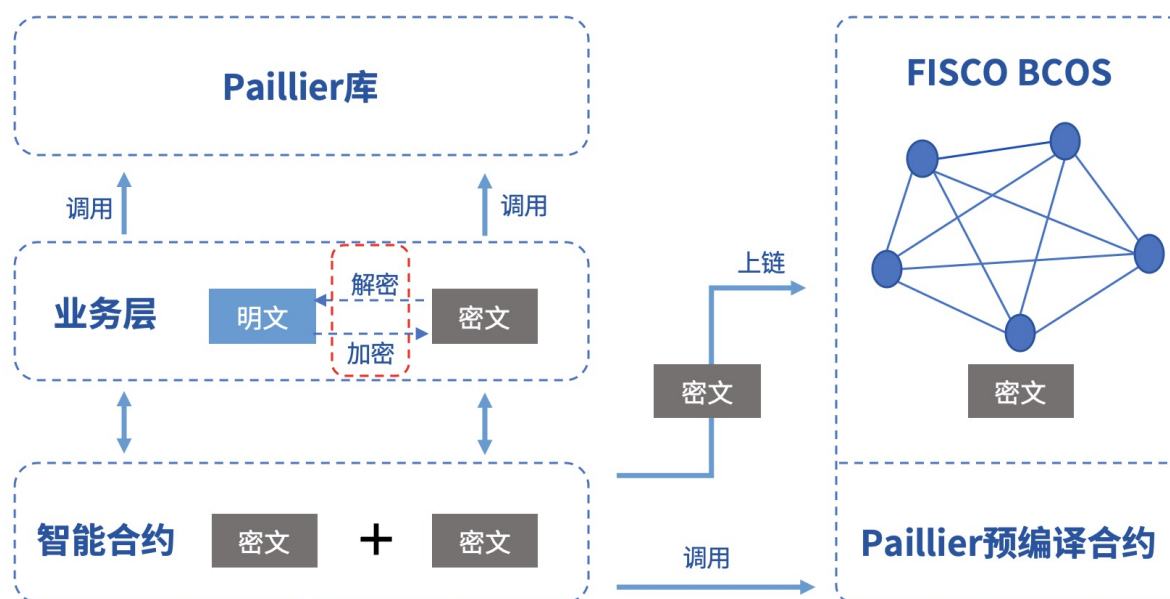 Paillier库
调用
调用
业务层
明文
解密
加密
密文
智能合约
密文
+
密文
上链
密文
调用
FISCO BCOS
密文
Paillier预编译合约